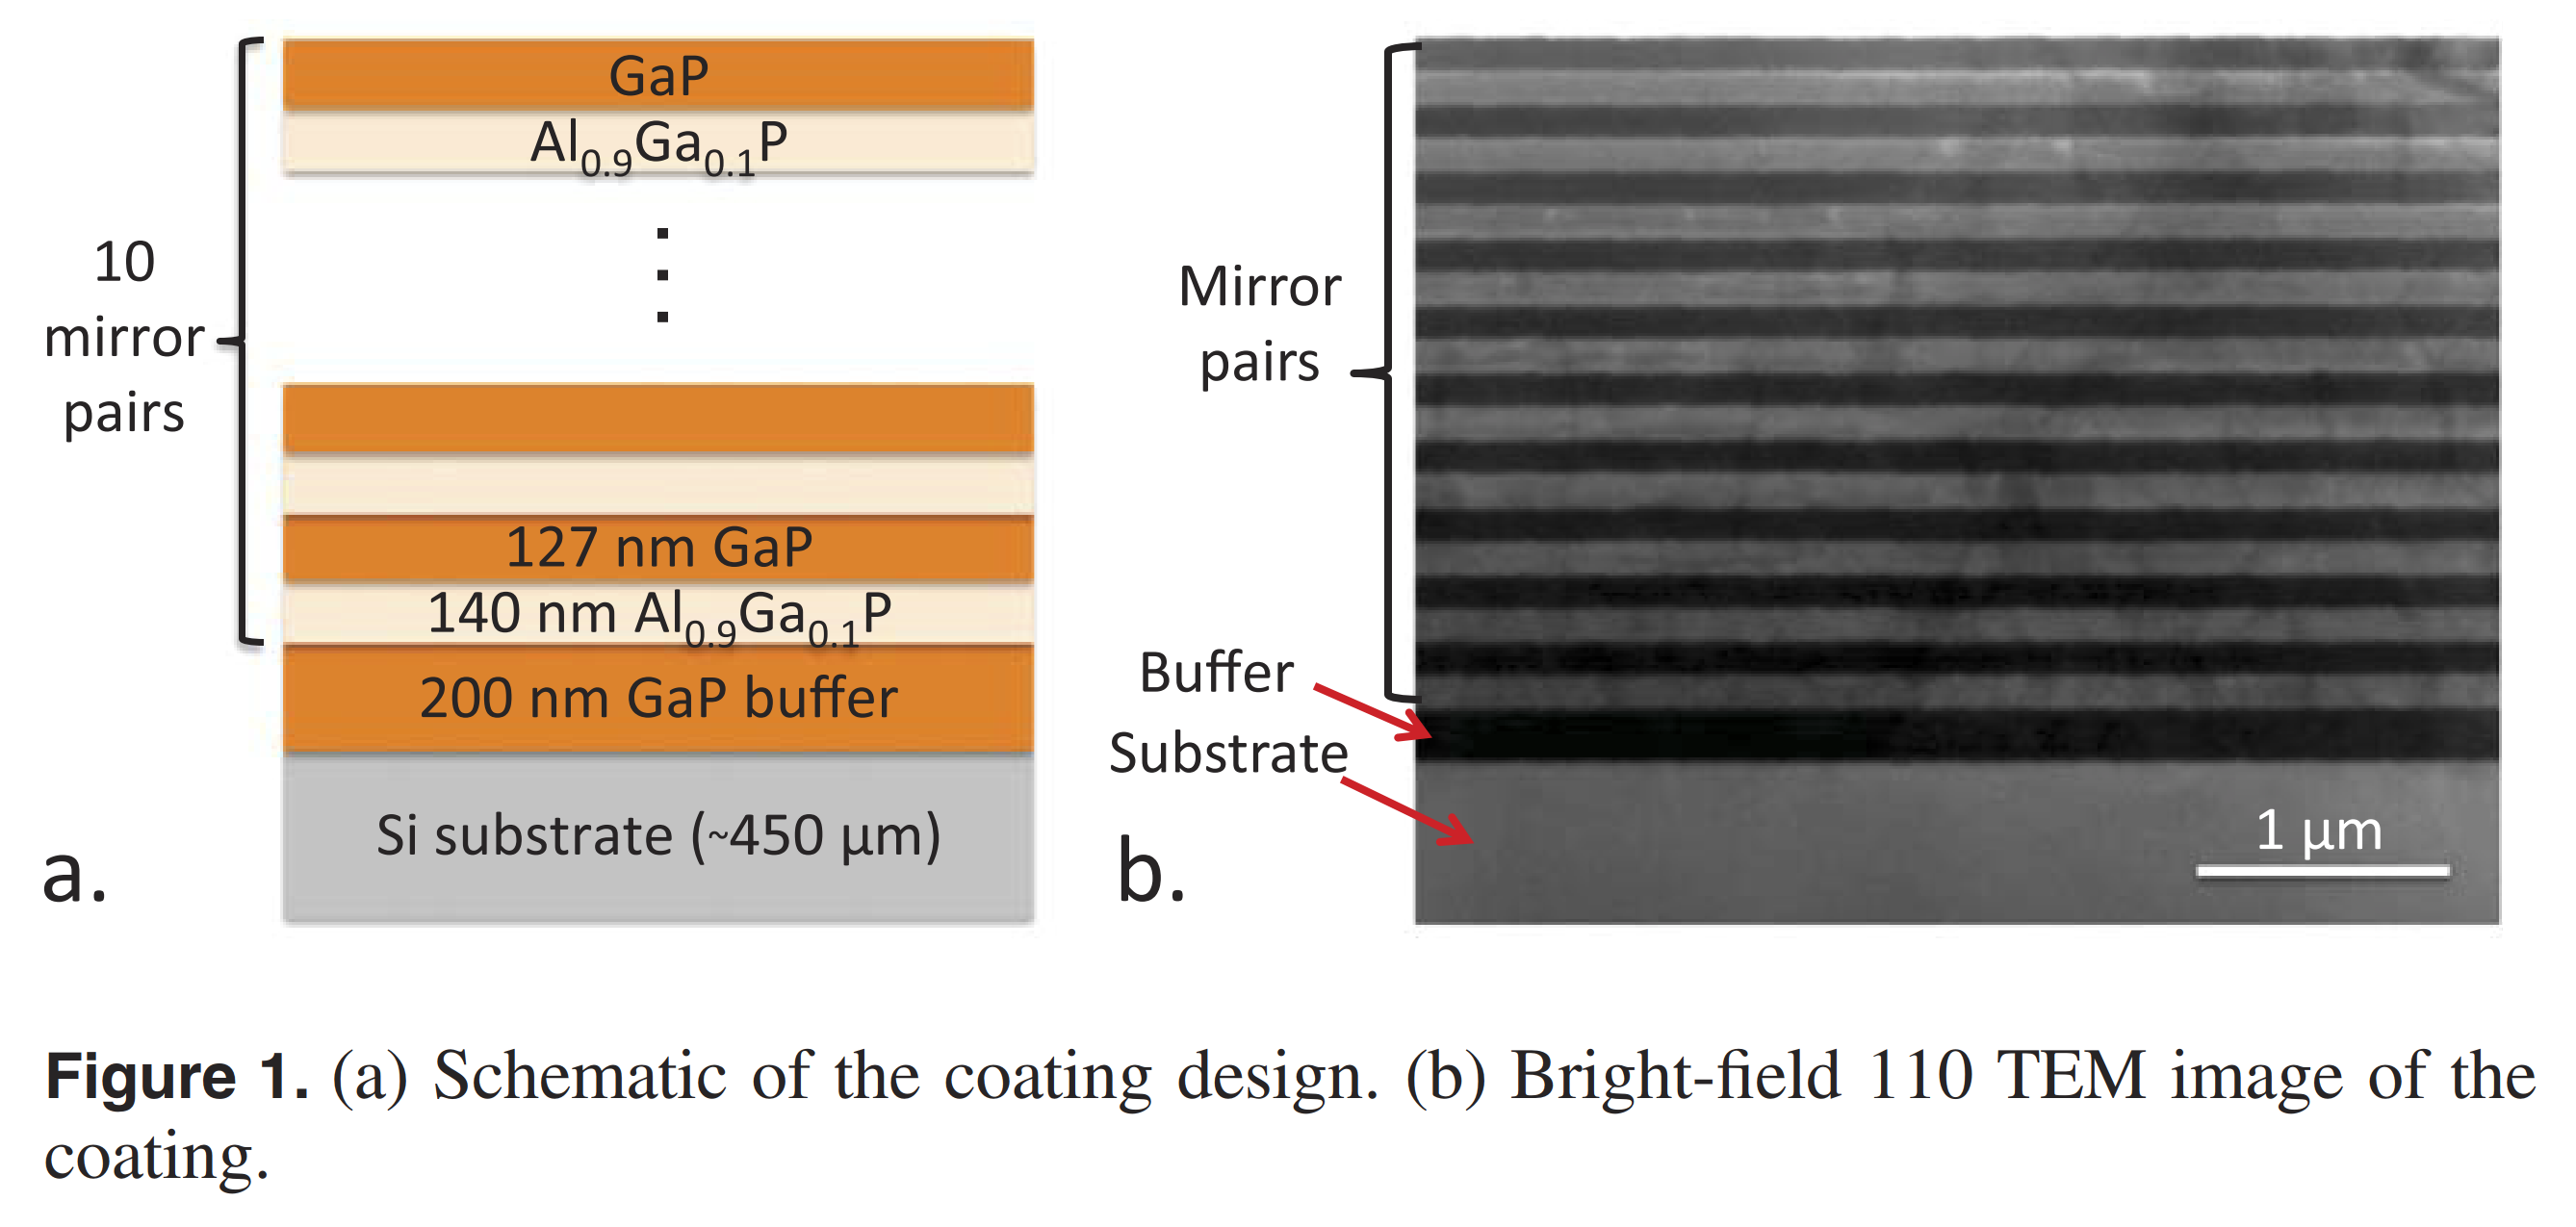 GaP
Al0.9Ga0.1P
10
mirror
pairs
127 nm GaP
140 nm Al0.9Ga0.1P
200 nm GaP buffer
Si substrate (~450 µm)
a.
Mirror
pairs
Buffer
Substrate
1 µm
b.
Figure 1. (a) Schematic of the coating design. (b) Bright-field 110 TEM image of the
coating.